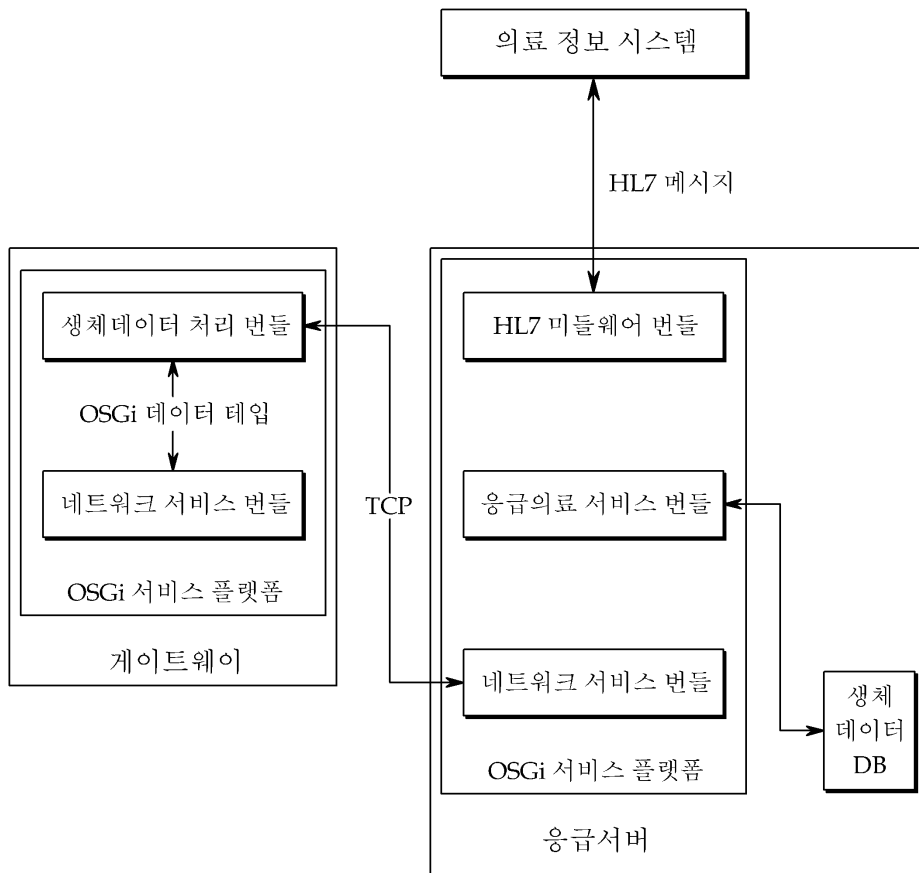 의료 정보 시스템
HL7 메시지
생체데이터 처리 번들
OSGi 데이터 테입
네트워크 서비스 번들
OSGi 서비스 플랫폼
게이트웨이
TCP
HL7 미들웨어 번들
응급의료 서비스 번들
네트워크 서비스 번들
OSGi 서비스 플랫폼
응급서버
생체
데이터
DB